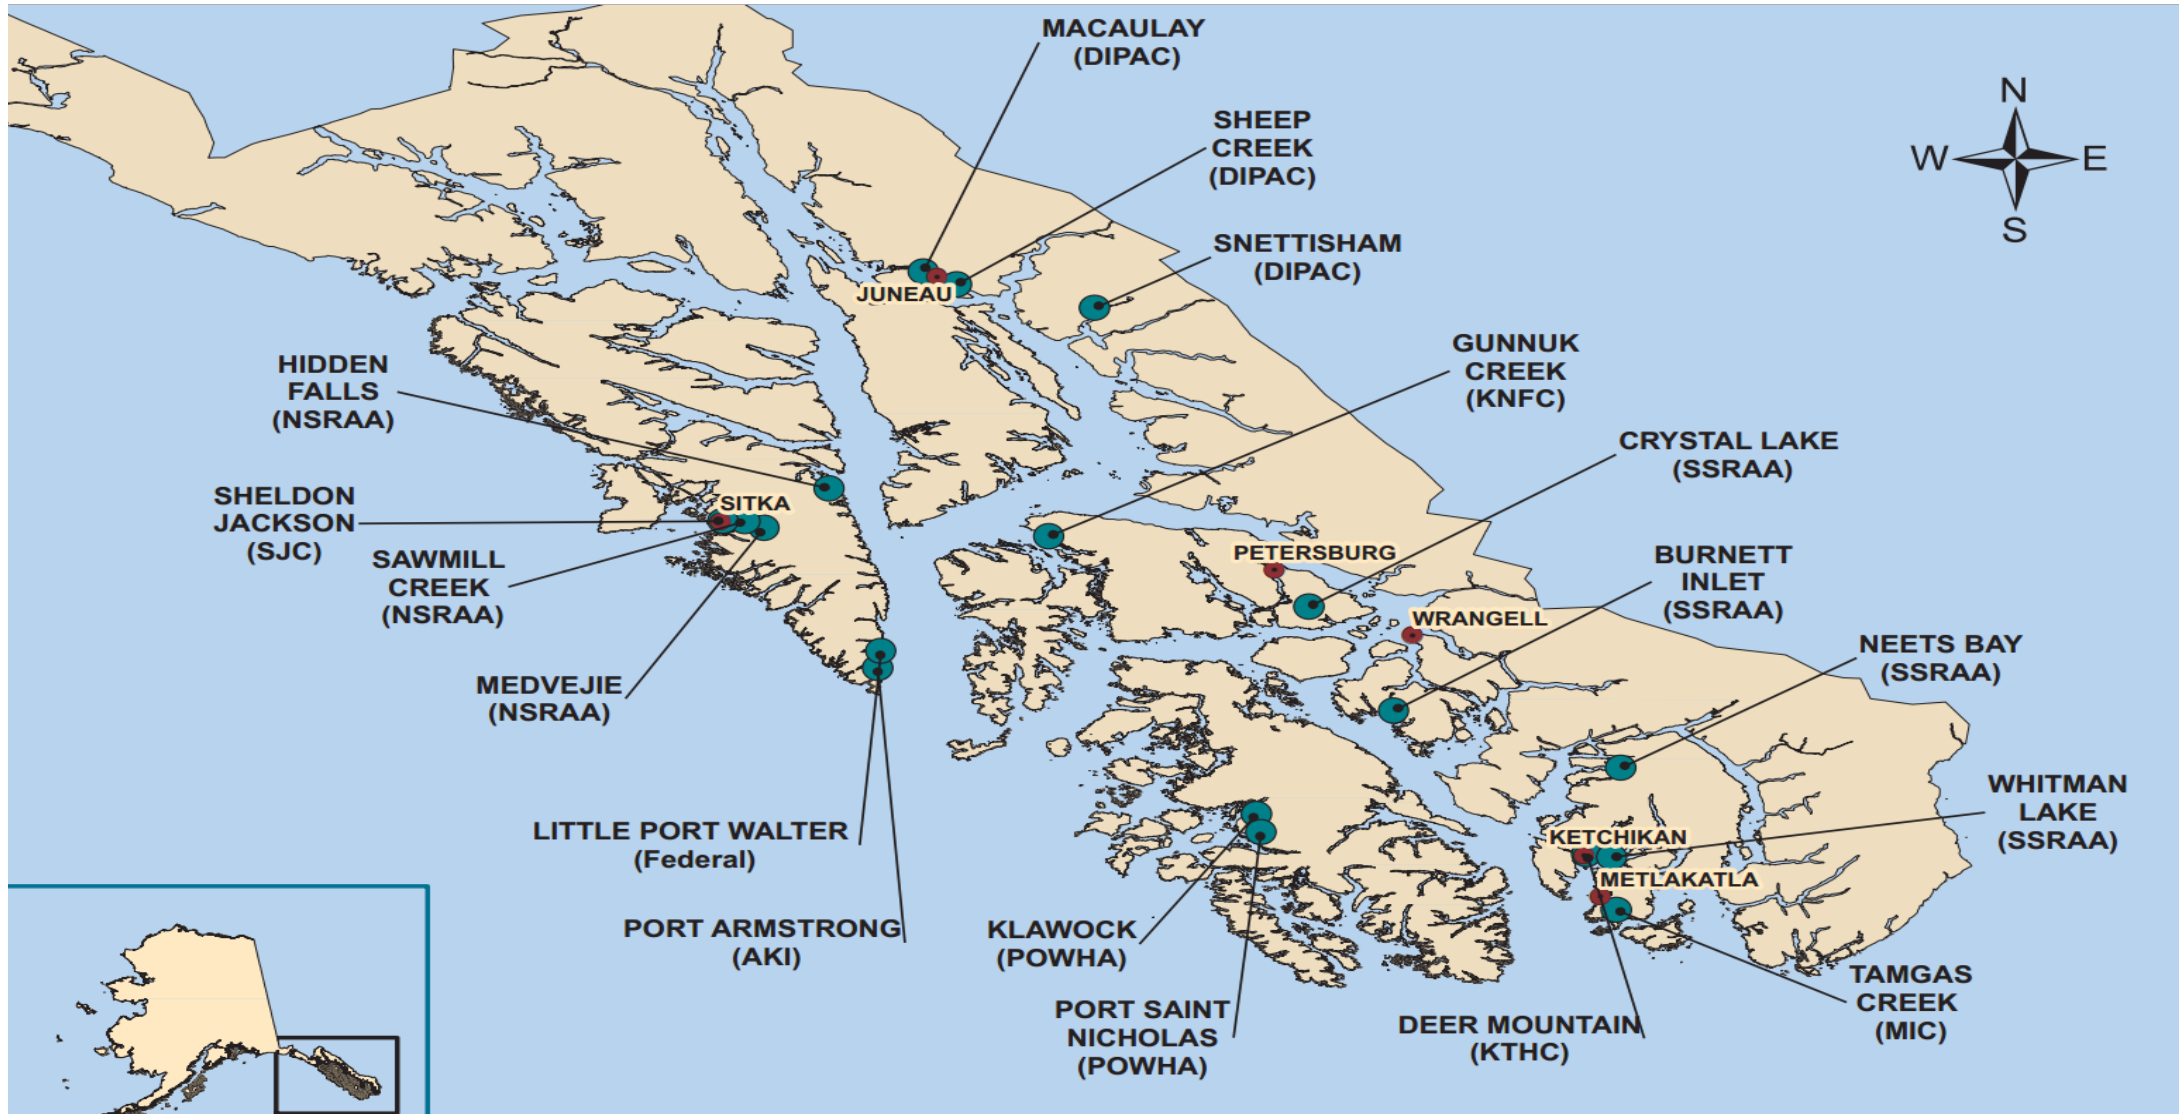 MACAULAY
(DIPAC)
N
W
E
S
SHEEP
CREEK
(DIPAC)
SNETTISHAM
(DIPAC)
JUNEAU
GUNNUK
CREEK
(KNFC)
HIDDEN
FALLS
(NSRAA)
CRYSTAL LAKE
(SSRAA)
SHELDON
JACKSON
(SJC)
SITKA
SAWMILL
CREEK
(NSRAA)
PETERSBURG
BURNETT
INLET
(SSRAA)
WRANGELL
NEETS BAY
(SSRAA)
MEDVEJIE
(NSRAA)
WHITMAN
LAKE
(SSRAA)
LITTLE PORT WALTER
(Federal)
KETCHIKAN
METLAKATLA
PORT ARMSTRONG
(AKI)
KLAWOCK
(POWHA)
TAMGAS
CREEK
(MIC)
PORT SAINT
NICHOLAS
(POWHA)
DEER MOUNTAIN
(KTHC)